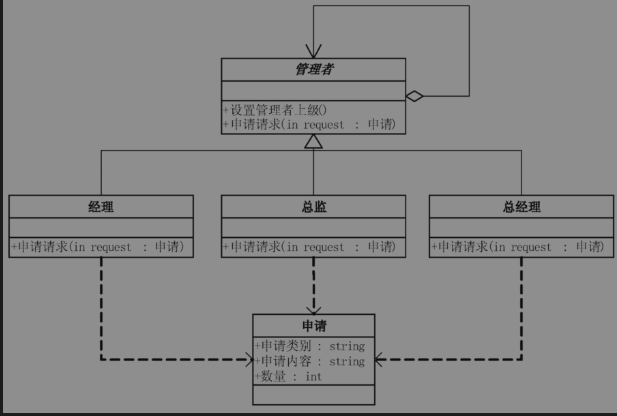 管理者
+设置管理者上级()
+申请请求(in request : 申请)
经理
总监
总经理
+申请请求(in request : 申请)
+申请请求(in request : 申请)
+申请请求(in request : 申请)
申请
+申请类别 : string
+申请内容 : string
+数量 : int